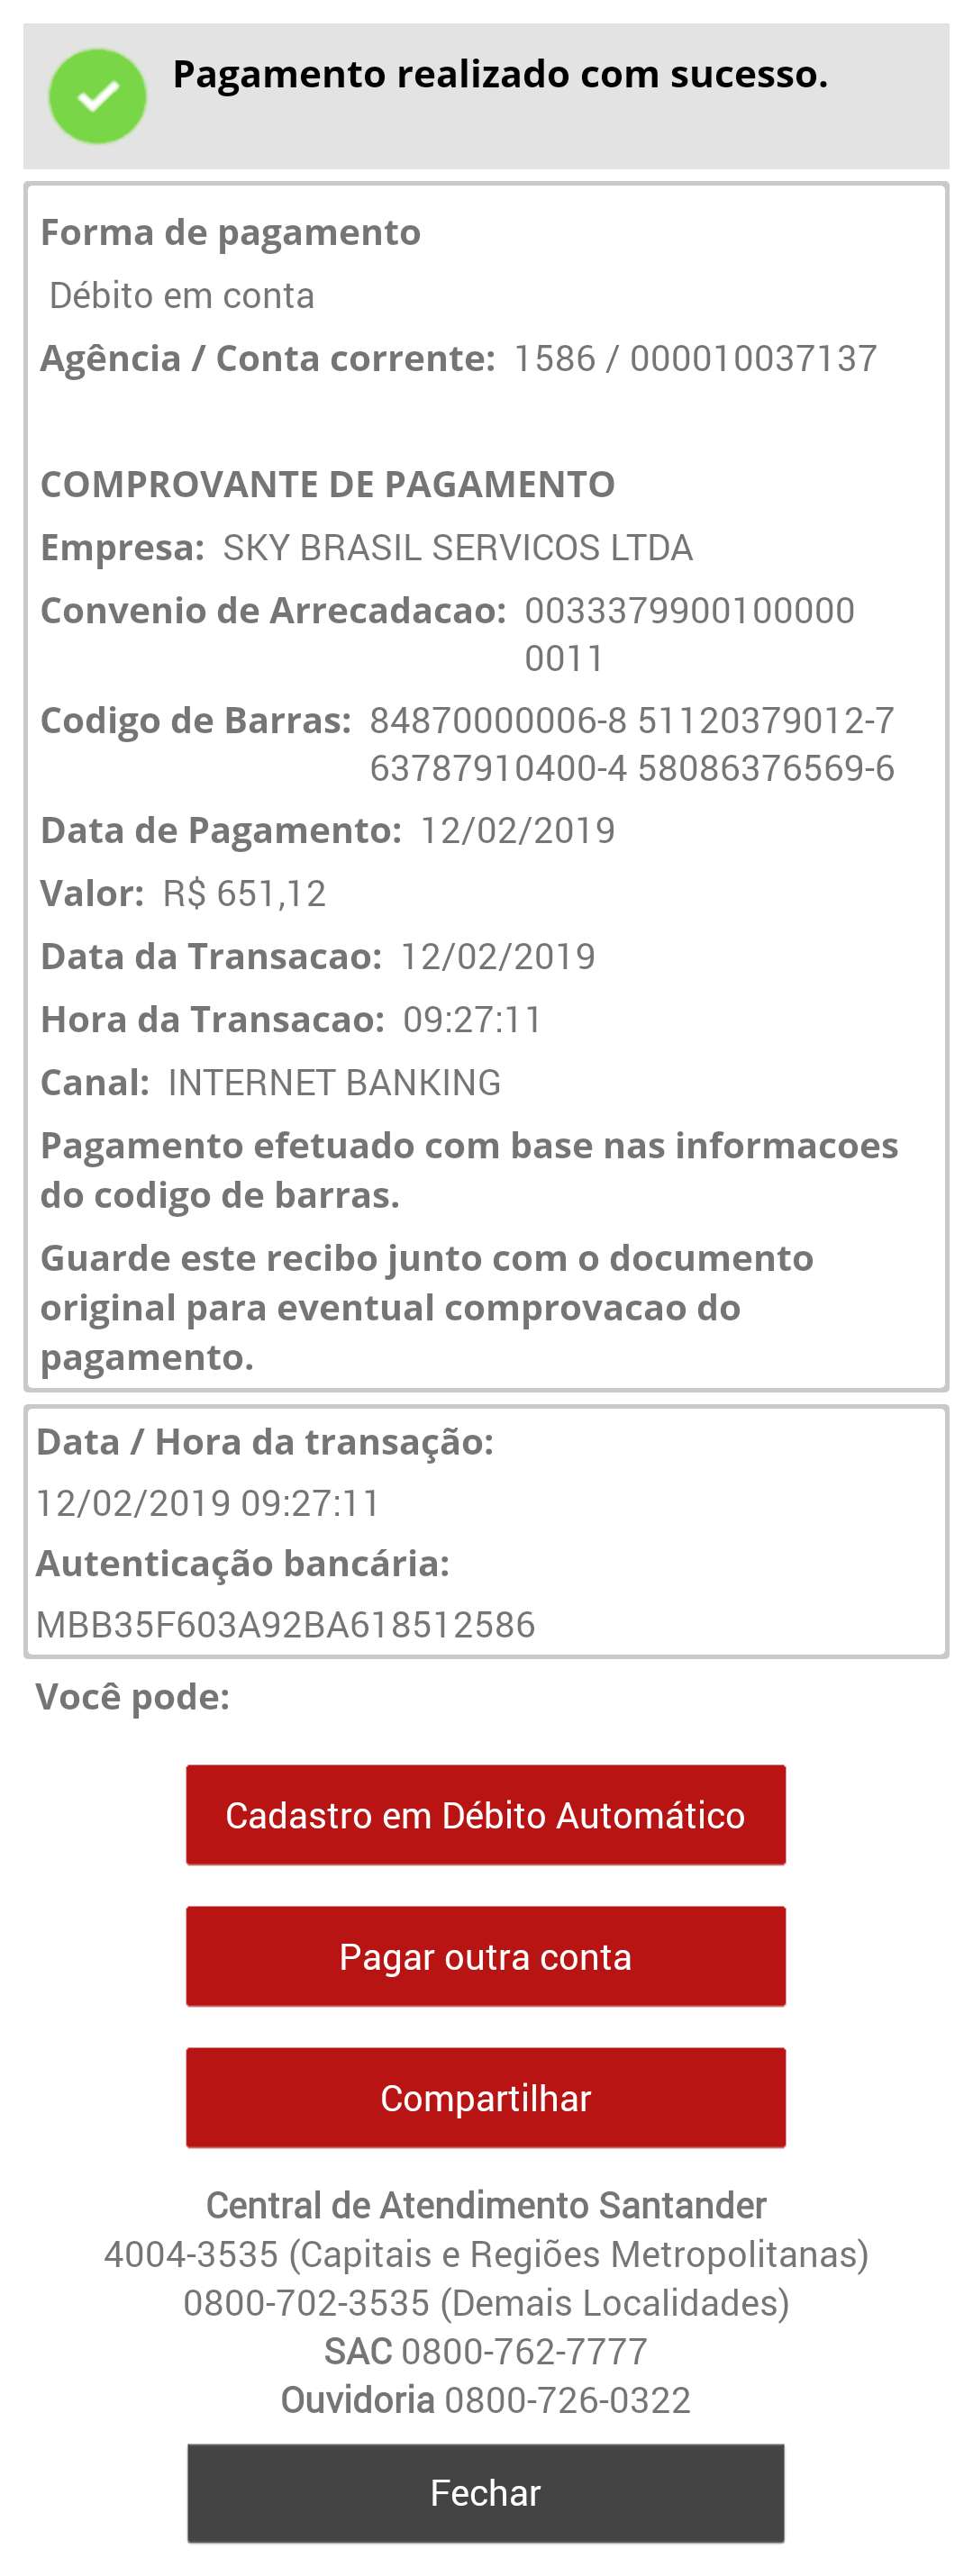 Pagamento realizado com sucesso.
Forma de pagamento
Débito em conta
Agência / Conta corrente: 1586 / 000010037137
COMPROVANTE DE PAGAMENTO
Empresa: SKY BRASIL SERVICOS LTDA
Convenio de Arrecadacao: 0033379900100000
0011
Codigo de Barras: 84870000006-8 51120379012-7
63787910400-4 58086376569-6
Data de Pagamento: 12/02/2019
Valor: R$ 651,12
Data da Transacao: 12/02/2019
Hora da Transacao: 09:27:11
Canal: INTERNET BANKING
Pagamento efetuado com base nas informacoes
do codigo de barras.
Guarde este recibo junto com o documento
original para eventual comprovacao do
pagamento.
Data / Hora da transação:
12/02/2019 09:27:11
Autenticação bancária:
MBB35F603A92BA618512586
Você pode:
Cadastro em Débito Automático
Pagar outra conta
Compartilhar
Central de Atendimento Santander
4004-3535 (Capitais e Regiões Metropolitanas)
0800-702-3535 (Demais Localidades)
SAC 0800-762-7777
Ouvidoria 0800-726-0322
Fechar